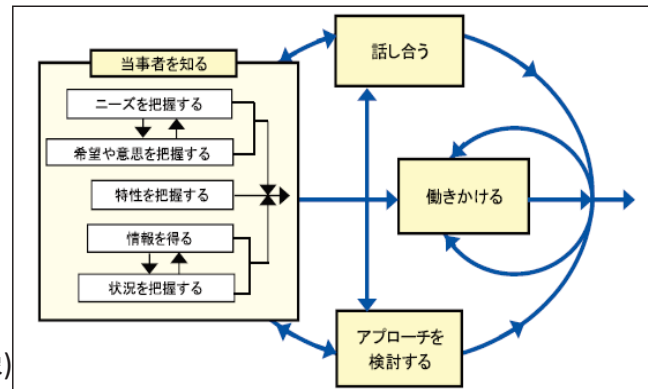 話し合う
当事者を知る
ニーズを把握する
希望や意思を把握する
特性を把握する
働きかける
情報を得る
状況を把握する
アプローチを
検討する
)